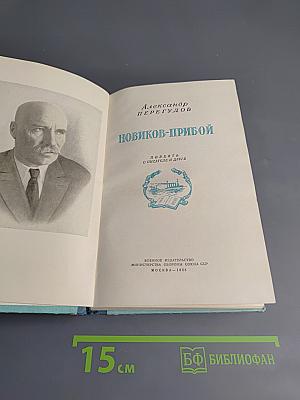 Александр
ПЕРЕГУДОВ
НОВИКОВ-ПРИБОЙ
ПОВЕСТЬ
О ПИСАТЕЛЕ И ДРУГЕ
ВОЕННОЕ ИЗДАТЕЛЬСТВО
МИНИСТЕРСТВА ОБОРОНЫ СОЮЗА ССР
МОСКВА —
15 см
БФ БИБЛИОФАН